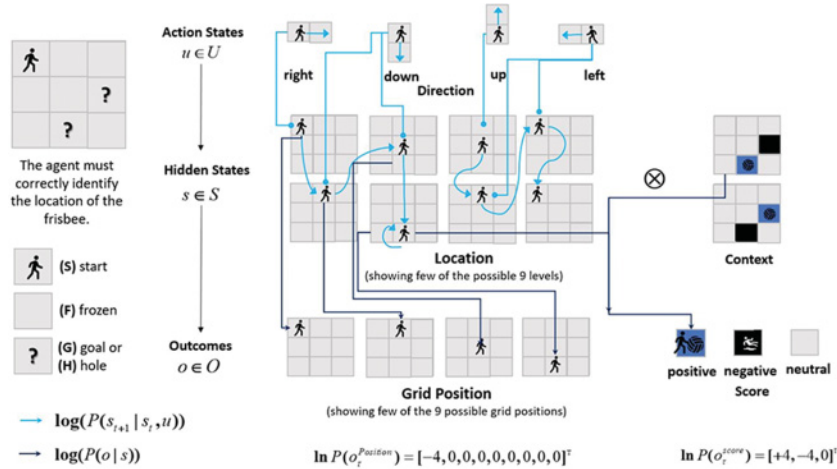 Action States
u ∈ U
right
down
up
left
Direction
?
?
The agent must
correctly identify
the location of the
frisbee.
Hidden States
s ∈ S
(S) start
(F) frozen
?
(G) goal or
(H) hole
Location
(showing few of the possible 9 levels)
⊗
Context
Outcomes
o ∈ O
Grid Position
(showing few of the 9 possible grid positions)
positive
negative
neutral
Score
log(P(s_{t+1} | s_t, u))
log(P(o | s))
ln P(o_τ^{Position}) = [−4,0,0,0,0,0,0,0,0]^τ
ln P(o_τ^{score}) = [+4,−4,0]^τ